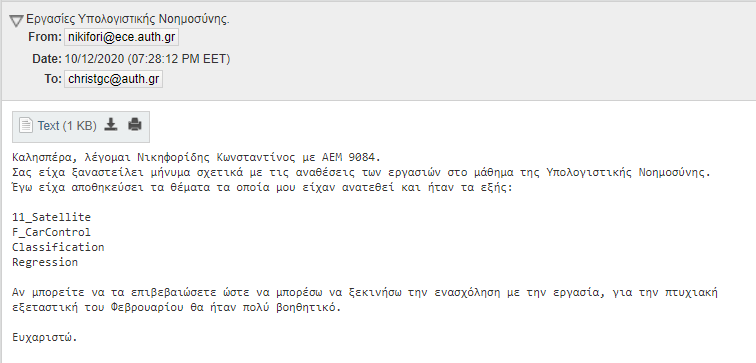 Εργασίες Υπολογιστικής Νοημοσύνης.
From: nikifori@ece.auth.gr
Date: 10/12/2020 (07:28:12 PM EET)
To: christgc@auth.gr
Text (1 KB)
Καλησπέρα, λέγομαι Νικηφορίδης Κωνσταντίνος με ΑΕΜ 9084.
Σας είχα ξαναστείλει μήνυμα σχετικά με τις αναθέσεις των εργασιών στο μάθημα της Υπολογιστικής Νοημοσύνης.
Έγω είχα αποθηκεύσει τα θέματα τα οποία μου είχαν ανατεθεί και ήταν τα εξής:
11_Satellite
F_CarControl
Classification
Regression
Αν μπορείτε να τα επιβεβαιώσετε ώστε να μπορέσω να ξεκινήσω την ενασχόληση με την εργασία, για την πτυχιακή
εξεταστική του Φεβρουαρίου θα ήταν πολύ βοηθητικό.
Ευχαριστώ.